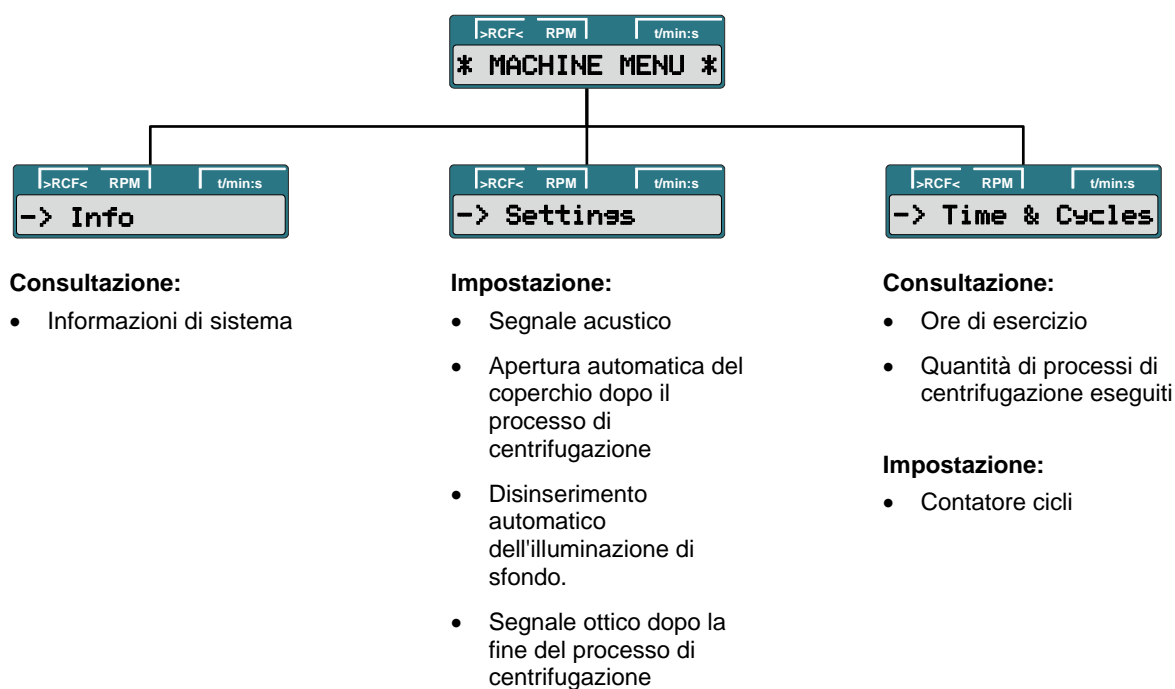 >RCF< RPM t/min:s
* MACHINE MENU *
>RCF< RPM t/min:s
-> Info
Consultazione:
• Informazioni di sistema
>RCF< RPM t/min:s
-> Settings
Impostazione:
• Segnale acustico
• Apertura automatica del
coperchio dopo il
processo di
centrifugazione
• Disinserimento
automatico
dell'illuminazione di
sfondo.
• Segnale ottico dopo la
fine del processo di
centrifugazione
>RCF< RPM t/min:s
-> Time & Cycles
Consultazione:
• Ore di esercizio
• Quantità di processi di
centrifugazione eseguiti
Impostazione:
• Contatore cicli